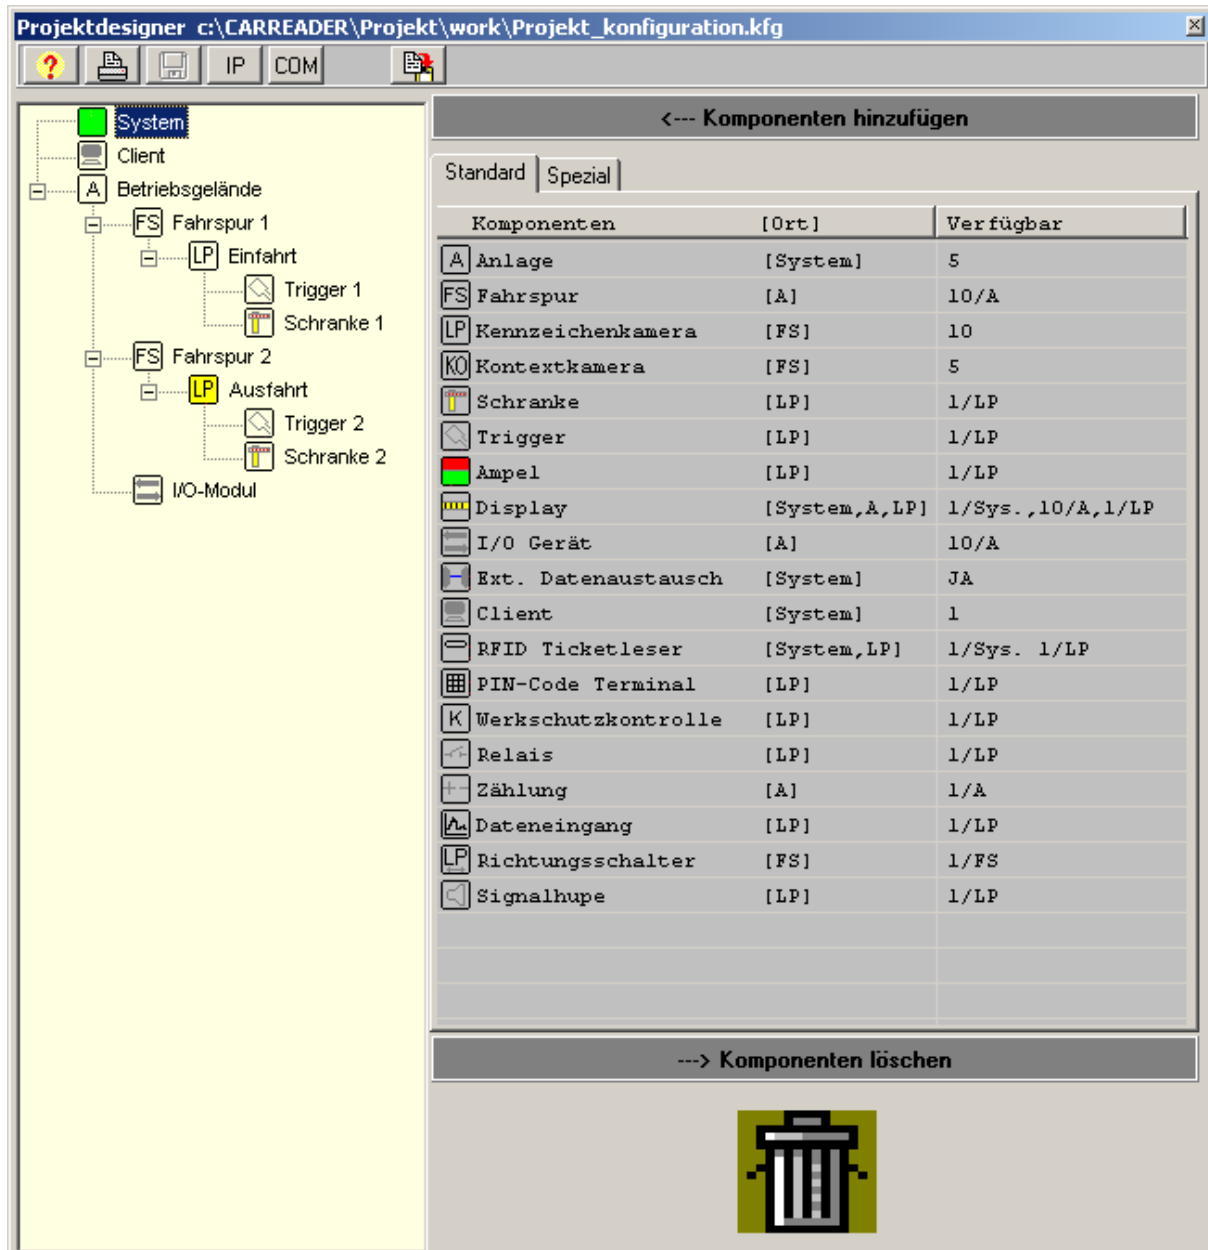 Projektdesigner c:\CARREADER\Projekt\work\Projekt_konfiguration.kfg
? IP COM
System
Client
A Betriebsgelände
FS Fahrspur 1
LP Einfahrt
Trigger 1
Schranke 1
FS Fahrspur 2
LP Ausfahrt
Trigger 2
Schranke 2
I/O-Modul
<--- Komponenten hinzufügen
Standard Spezial
Komponenten [Ort] Verfügbar
A Anlage [System] 5
FS Fahrspur [A] 10/A
LP Kennzeichenkamera [FS] 10
KO Kontextkamera [FS] 5
Schranke [LP] 1/LP
Trigger [LP] 1/LP
Ampel [LP] 1/LP
Display [System,A,LP] 1/Sys.,10/A,1/LP
I/O Gerät [A] 10/A
Ext. Datenaustausch [System] JA
Client [System] 1
RFID Ticketleser [System,LP] 1/Sys. 1/LP
PIN-Code Terminal [LP] 1/LP
K Werkschutzkontrolle [LP] 1/LP
Relais [LP] 1/LP
Zählung [A] 1/A
Dateneingang [LP] 1/LP
LP Richtungsschalter [FS] 1/FS
Signalhupe [LP] 1/LP
---> Komponenten löschen